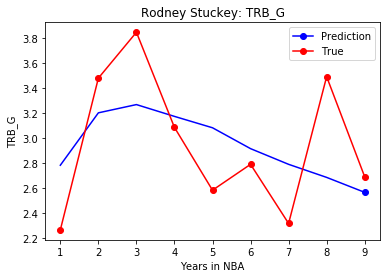 Rodney Stuckey: TRB_G
Prediction
True
3.8
3.6
3.4
3.2
3.0
2.8
2.6
2.4
2.2
TRB_G
1 2 3 4 5 6 7 8 9
Years in NBA